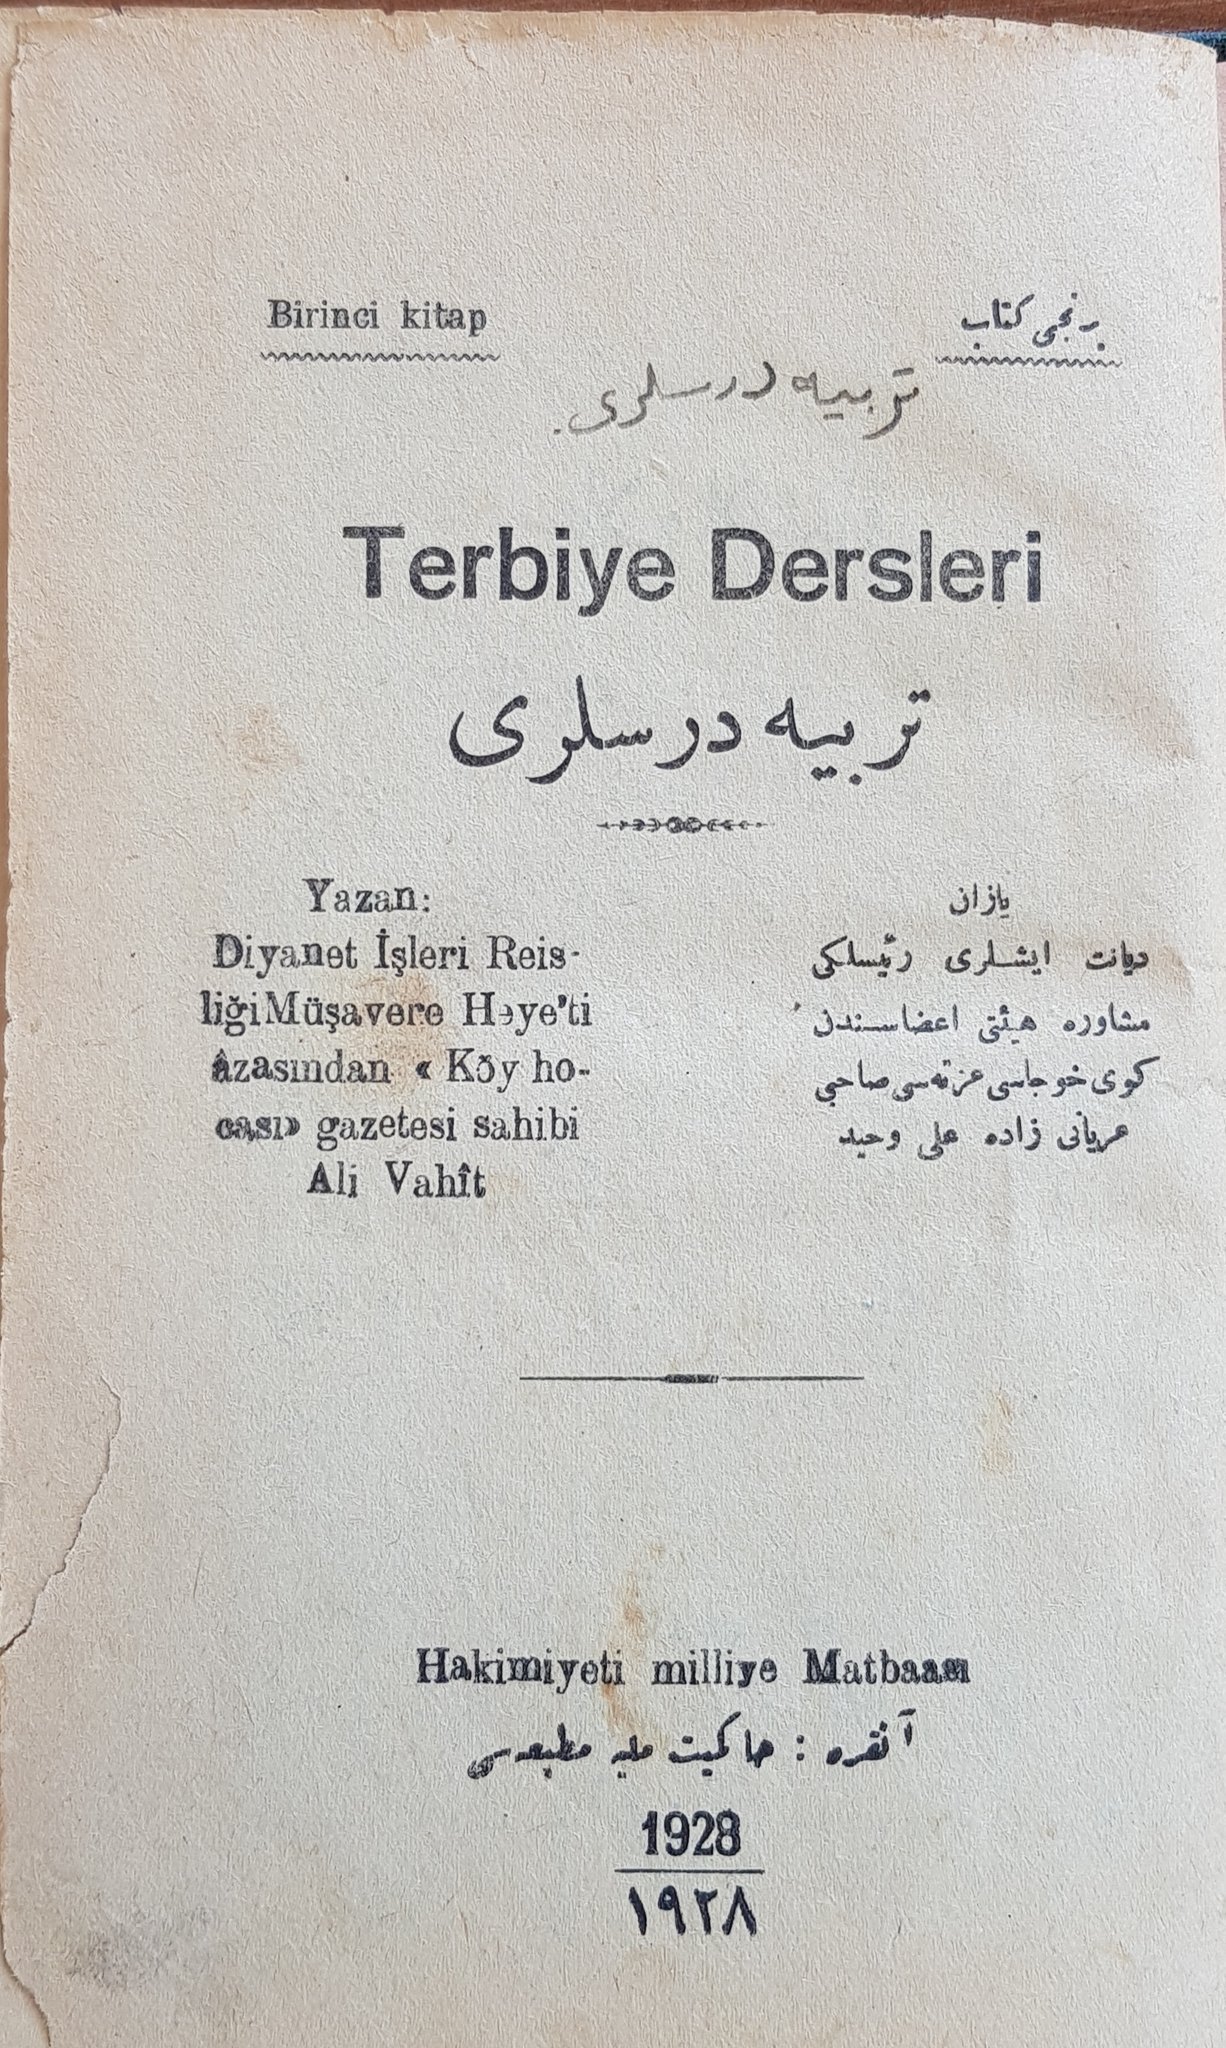 Birinci kitap
برنجی کتاب
تربیه درسلری.
Terbiye Dersleri
تربیه درسلری
Yazan:
Diyanet İşleri Reis-
liği Müşavere Heye'ti
âzasından « Köy ho-
cası» gazetesi sahibi
Ali Vahît
یازان
دیانت ایشلری رئیسلکی
مشاوره هیئتی اعضاسندن
کوی خوجاسی غزته‌سی صاحبی
عریانی زاده علی وحید
Hakimiyeti milliye Matbaası
آنقره : حاکمیت ملیه مطبعه‌سی
1928
١٩٢٨